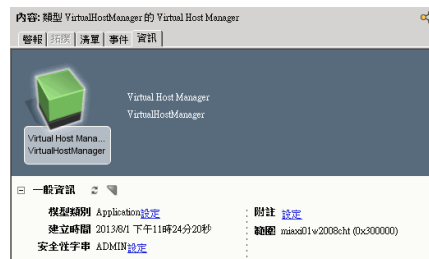 內容: 類型 VirtualHostManager 的 Virtual Host Manager
警報 拓撲 清單 事件 資訊
Virtual Host Manager
VirtualHostManager
Virtual Host Mana...
VirtualHostManager
一般資訊
模型類別 Application設定
建立時間 2013/8/1 下午11時24分20秒
安全性字串 ADMIN設定
附註 設定
範圍 miaxi01w2008cht (0x300000)